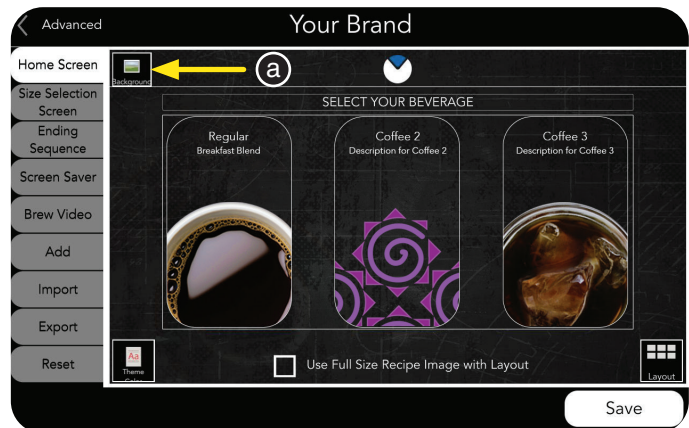 Advanced
Your Brand
Home Screen
Size Selection
Screen
Ending
Sequence
Screen Saver
Brew Video
Add
Import
Export
Reset
Background
a
SELECT YOUR BEVERAGE
Regular
Breakfast Blend
Coffee 2
Description for Coffee 2
Coffee 3
Description for Coffee 3
Aa
Theme
Color
Use Full Size Recipe Image with Layout
Layout
Save